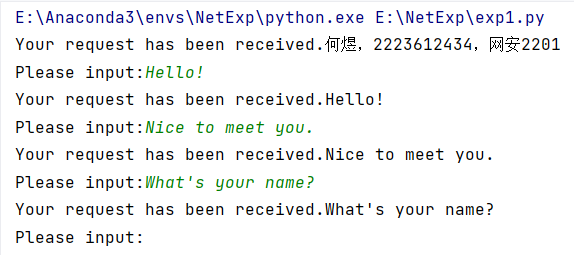 E:\Anaconda3\envs\NetExp\python.exe E:\NetExp\exp1.py
Your request has been received.何煜，2223612434，网安2201
Please input:Hello!
Your request has been received.Hello!
Please input:Nice to meet you.
Your request has been received.Nice to meet you.
Please input:What's your name?
Your request has been received.What's your name?
Please input: